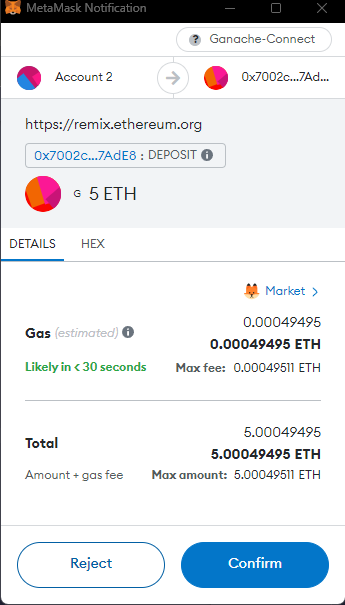 MetaMask Notification
? Ganache-Connect
Account 2
0x7002c...7Ad...
https://remix.ethereum.org
0x7002c...7AdE8 : DEPOSIT
G 5 ETH
DETAILS HEX
Market >
Gas (estimated) 0.00049495
0.00049495 ETH
Likely in < 30 seconds Max fee: 0.00049511 ETH
Total 5.00049495
5.00049495 ETH
Amount + gas fee Max amount: 5.00049511 ETH
Reject Confirm